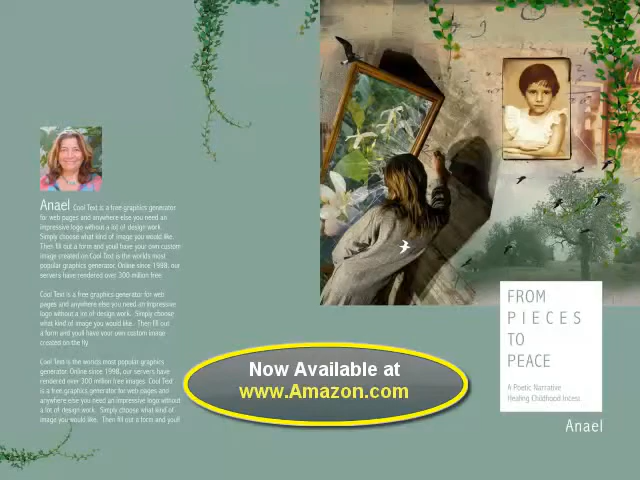 Anael Cool Text is a free graphics generator
for web pages and anywhere else you need an
impressive logo without a lot of design work.
Simply choose what kind of image you would like.
Then fill out a form and youll have your own custom
image created on Cool Text is the worlds most
popular graphics generator. Online since 1998, our
servers have rendered over 300 million free
Cool Text is a free graphics generator for web
pages and anywhere else you need an impressive
logo without a lot of design work. Simply choose
what kind of image you would like. Then fill out
a form and youll have your own custom image
created on the fly.
Cool Text is the worlds most popular graphics
generator. Online since 1998, our servers have
rendered over 300 million free images. Cool Text
is a free graphics generator for web pages and
anywhere else you need an impressive logo without
a lot of design work. Simply choose what kind of
image you would like. Then fill out a form and youll
Now Available at
www.Amazon.com
FROM
PIECES
TO
PEACE
A Poetic Narrative
Healing Childhood Incest
Anael